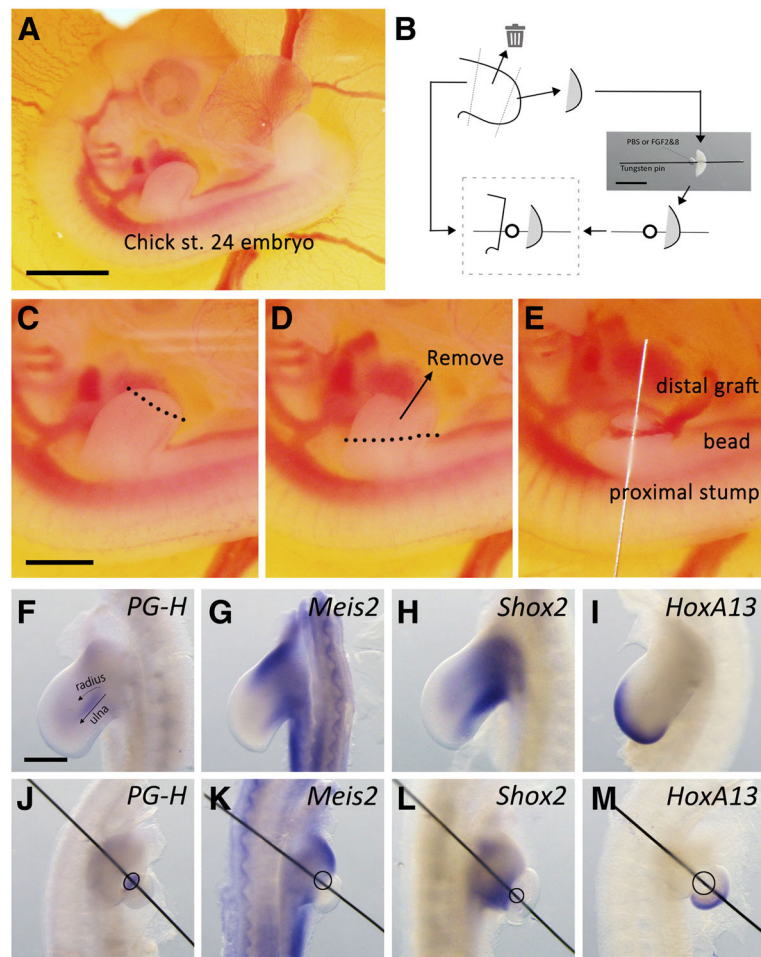 A
Chick st. 24 embryo
B
PBS or FGF2&8
Tungsten pin
C
D
Remove
E
distal graft
bead
proximal stump
F
PG-H
radius
ulna
G
Meis2
H
Shox2
I
HoxA13
J
PG-H
K
Meis2
L
Shox2
M
HoxA13